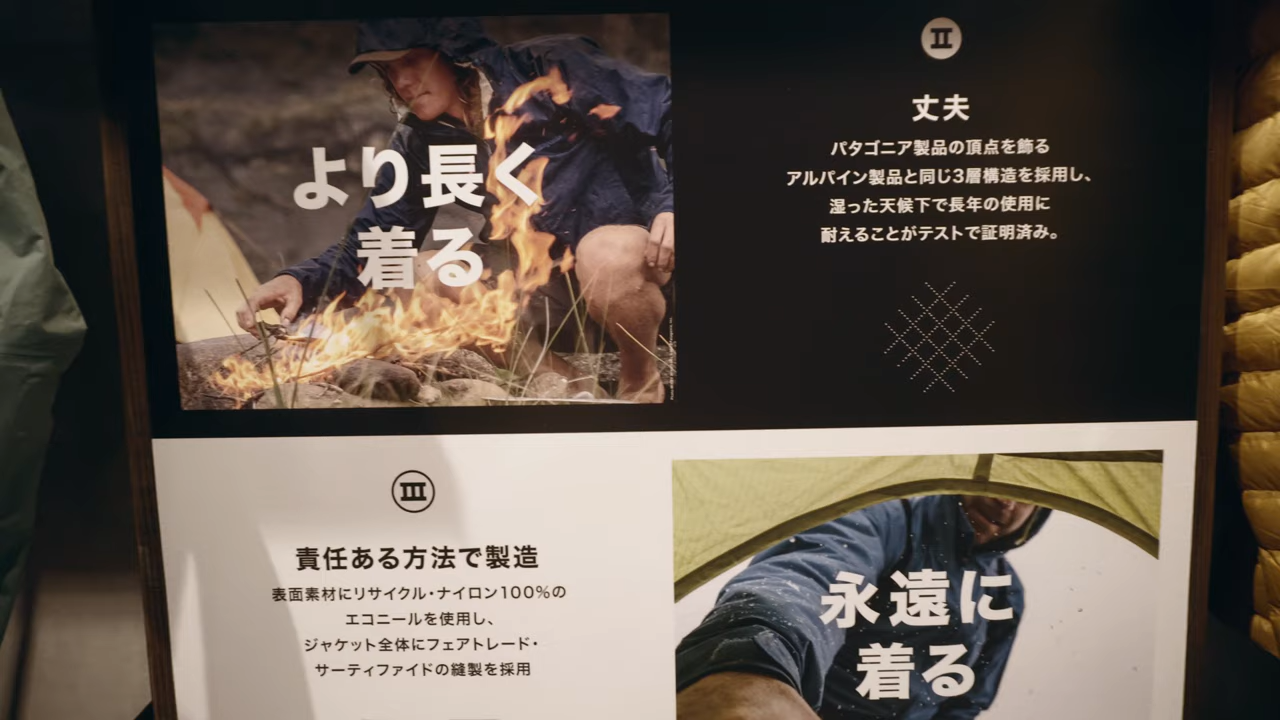 より長く
着る
II
丈夫
パタゴニア製品の頂点を飾る
アルパイン製品と同じ3層構造を採用し、
湿った天候下で長年の使用に
耐えることがテストで証明済み。
III
責任ある方法で製造
表面素材にリサイクル・ナイロン100%の
エコニールを使用し、
ジャケット全体にフェアトレード・
サーティファイドの縫製を採用
永遠に
着る